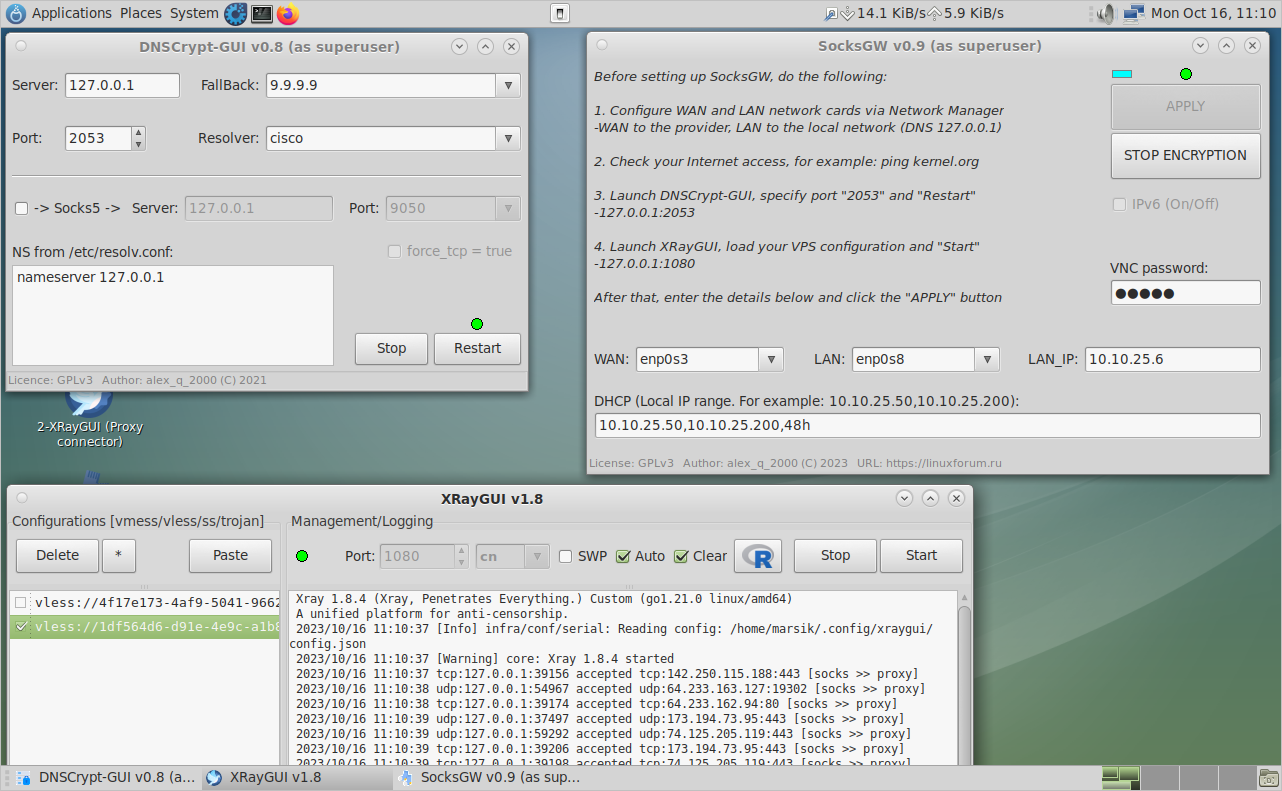 Applications Places System 14.1 KiB/s 5.9 KiB/s Mon Oct 16, 11:10
DNSCrypt-GUI v0.8 (as superuser)
Server: 127.0.0.1 FallBack: 9.9.9.9
Port: 2053 Resolver: cisco
-> Socks5 -> Server: 127.0.0.1 Port: 9050
NS from /etc/resolv.conf: force_tcp = true
nameserver 127.0.0.1
Stop Restart
Licence: GPLv3 Author: alex_q_2000 (C) 2021
SocksGW v0.9 (as superuser)
Before setting up SocksGW, do the following:
1. Configure WAN and LAN network cards via Network Manager
-WAN to the provider, LAN to the local network (DNS 127.0.0.1)
2. Check your Internet access, for example: ping kernel.org
3. Launch DNSCrypt-GUI, specify port "2053" and "Restart"
-127.0.0.1:2053
4. Launch XRayGUI, load your VPS configuration and "Start"
-127.0.0.1:1080
After that, enter the details below and click the "APPLY" button
APPLY
STOP ENCRYPTION
IPv6 (On/Off)
VNC password:
●●●●●
WAN: enp0s3 LAN: enp0s8 LAN_IP: 10.10.25.6
DHCP (Local IP range. For example: 10.10.25.50,10.10.25.200):
10.10.25.50,10.10.25.200,48h
License: GPLv3 Author: alex_q_2000 (C) 2023 URL: https://linuxforum.ru
2-XRayGUI (Proxy
connector)
XRayGUI v1.8
Configurations [vmess/vless/ss/trojan]
Delete * Paste
vless://4f17e173-4af9-5041-9662
vless://1df564d6-d91e-4e9c-a1b8
Management/Logging
Port: 1080 cn SWP Auto Clear R Stop Start
Xray 1.8.4 (Xray, Penetrates Everything.) Custom (go1.21.0 linux/amd64)
A unified platform for anti-censorship.
2023/10/16 11:10:37 [Info] infra/conf/serial: Reading config: /home/marsik/.config/xraygui/
config.json
2023/10/16 11:10:37 [Warning] core: Xray 1.8.4 started
2023/10/16 11:10:37 tcp:127.0.0.1:39156 accepted tcp:142.250.115.188:443 [socks >> proxy]
2023/10/16 11:10:38 udp:127.0.0.1:54967 accepted udp:64.233.163.127:19302 [socks >> proxy]
2023/10/16 11:10:38 tcp:127.0.0.1:39174 accepted tcp:64.233.162.94:80 [socks >> proxy]
2023/10/16 11:10:39 udp:127.0.0.1:37497 accepted udp:173.194.73.95:443 [socks >> proxy]
2023/10/16 11:10:39 udp:127.0.0.1:59292 accepted udp:74.125.205.119:443 [socks >> proxy]
2023/10/16 11:10:39 tcp:127.0.0.1:39206 accepted tcp:173.194.73.95:443 [socks >> proxy]
2023/10/16 11:10:39 tcp:127.0.0.1:39198 accepted tcp:74.125.205.119:443 [socks >> proxy]
DNSCrypt-GUI v0.8 (a... XRayGUI v1.8 SocksGW v0.9 (as sup...